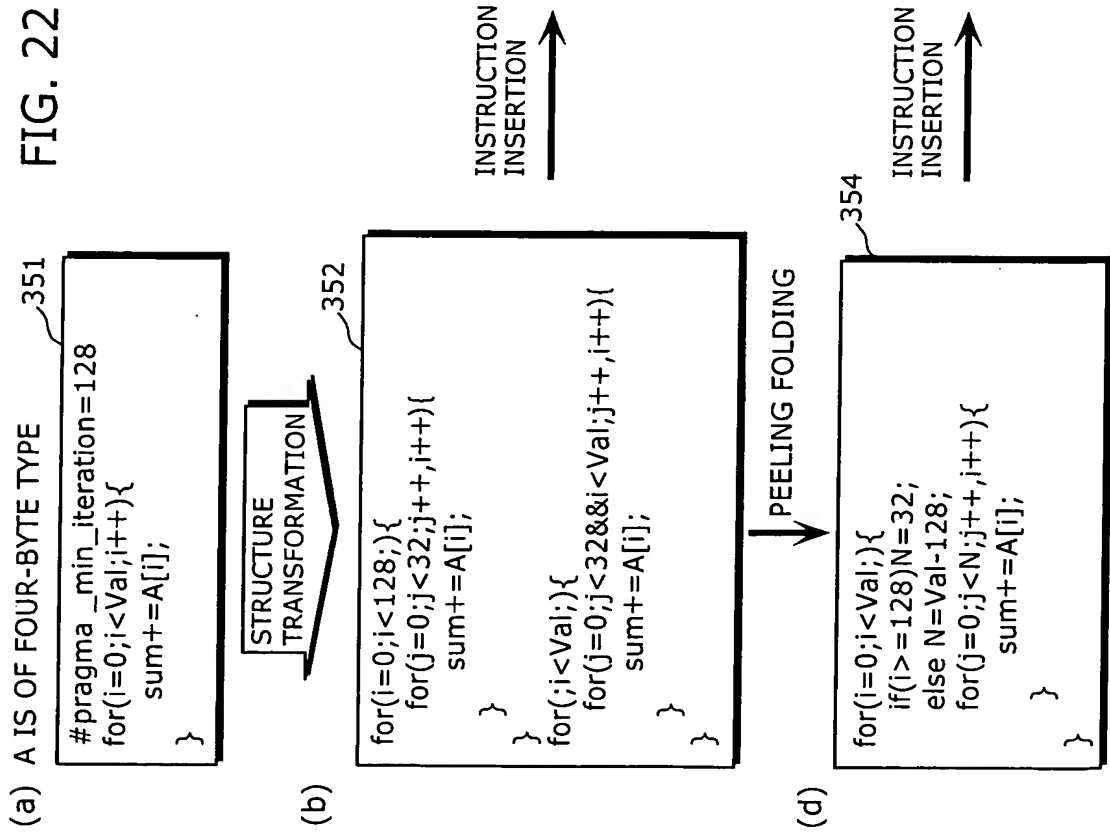 FIG. 22
(a) A IS OF FOUR-BYTE TYPE
351
#pragma _min_iteration=128
for(i=0;i<Val;i++){
sum+=A[i];
}
STRUCTURE
TRANSFORMATION
(b)
352
for(i=0;i<128;){
for(j=0;j<32;j++,i++){
sum+=A[i];
}
}
for(;i<Val;){
for(j=0;j<32&&i<Val;j++,i++){
sum+=A[i];
}
}
INSTRUCTION
INSERTION
PEELING FOLDING
(d)
354
for(i=0;i<Val;){
if(i>=128)N=32;
else N=Val-128;
for(j=0;j<N;j++,i++){
sum+=A[i];
}
}
INSTRUCTION
INSERTION